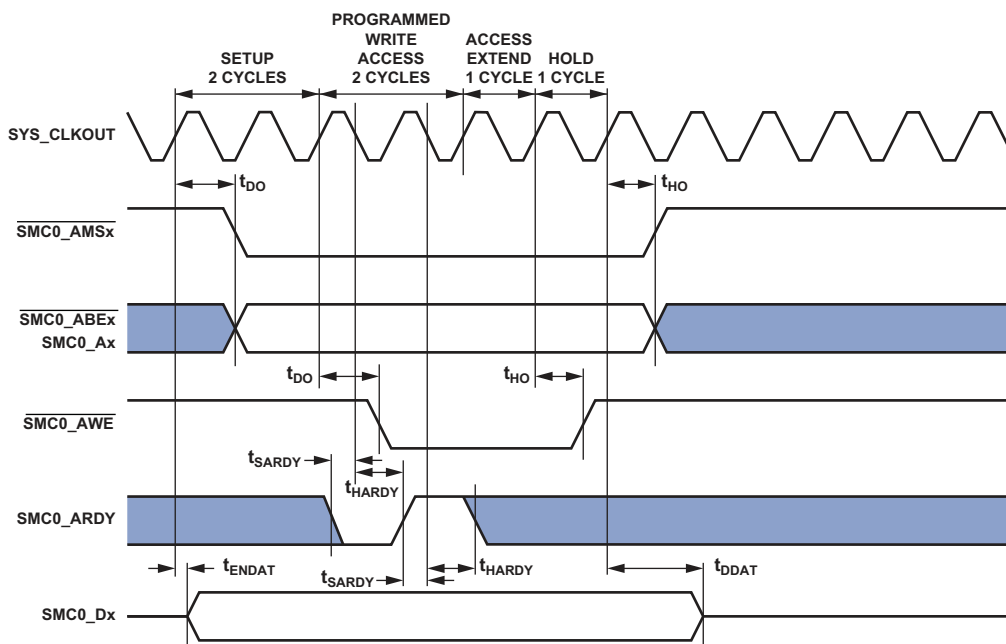 PROGRAMMED
WRITE
ACCESS
2 CYCLES
SETUP
2 CYCLES
ACCESS
EXTEND
1 CYCLE
HOLD
1 CYCLE
SYS_CLKOUT
tDO
tHO
SMC0_AMSx
SMC0_ABEx
SMC0_Ax
tDO
tHO
SMC0_AWE
tSARDY
tHARDY
SMC0_ARDY
tENDAT
tSARDY
tHARDY
tDDAT
SMC0_Dx